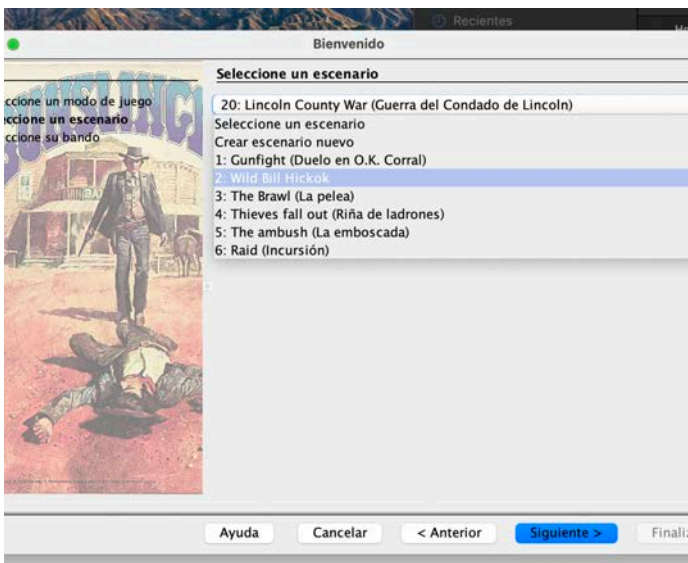 Recientes
Bienvenido
Seleccione un escenario
ccione un modo de juego
ccione un escenario
ccione su bando
20: Lincoln County War (Guerra del Condado de Lincoln)
Seleccione un escenario
Crear escenario nuevo
1: Gunfight (Duelo en O.K. Corral)
2: Wild Bill Hickok
3: The Brawl (La pelea)
4: Thieves fall out (Riña de ladrones)
5: The ambush (La emboscada)
6: Raid (Incursión)
Ayuda Cancelar < Anterior Siguiente > Finali